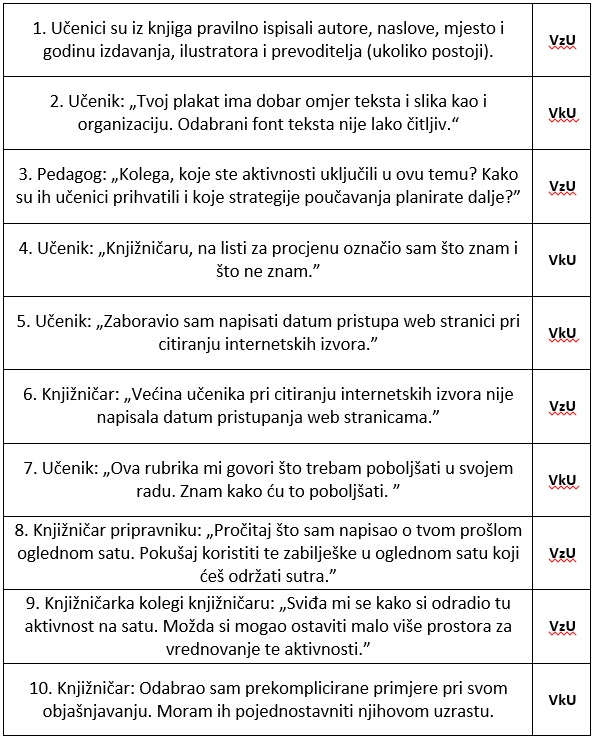 1. Učenici su iz knjiga pravilno ispisali autore, naslove, mjesto i
godinu izdavanja, ilustratora i prevoditelja (ukoliko postoji).
VzU
2. Učenik: „Tvoj plakat ima dobar omjer teksta i slika kao i
organizaciju. Odabrani font teksta nije lako čitljiv.“
VkU
3. Pedagog: „Kolega, koje ste aktivnosti uključili u ovu temu? Kako
su ih učenici prihvatili i koje strategije poučavanja planirate dalje?”
VzU
4. Učenik: „Knjižničaru, na listi za procjenu označio sam što znam i
što ne znam.”
VkU
5. Učenik: „Zaboravio sam napisati datum pristupa web stranici pri
citiranju internetskih izvora.”
VkU
6. Knjižničar: „Većina učenika pri citiranju internetskih izvora nije
napisala datum pristupanja web stranicama.”
VzU
7. Učenik: „Ova rubrika mi govori što trebam poboljšati u svojem
radu. Znam kako ću to poboljšati. ”
VkU
8. Knjižničar pripravniku: „Pročitaj što sam napisao o tvom prošlom
oglednom satu. Pokušaj koristiti te zabilješke u oglednom satu koji
ćeš održati sutra.”
VzU
9. Knjižničarka kolegi knjižničaru: „Sviđa mi se kako si odradio tu
aktivnost na satu. Možda si mogao ostaviti malo više prostora za
vrednovanje te aktivnosti.”
VzU
10. Knjižničar: Odabrao sam prekomplicirane primjere pri svom
objašnjavanju. Moram ih pojednostavniti njihovom uzrastu.
VkU